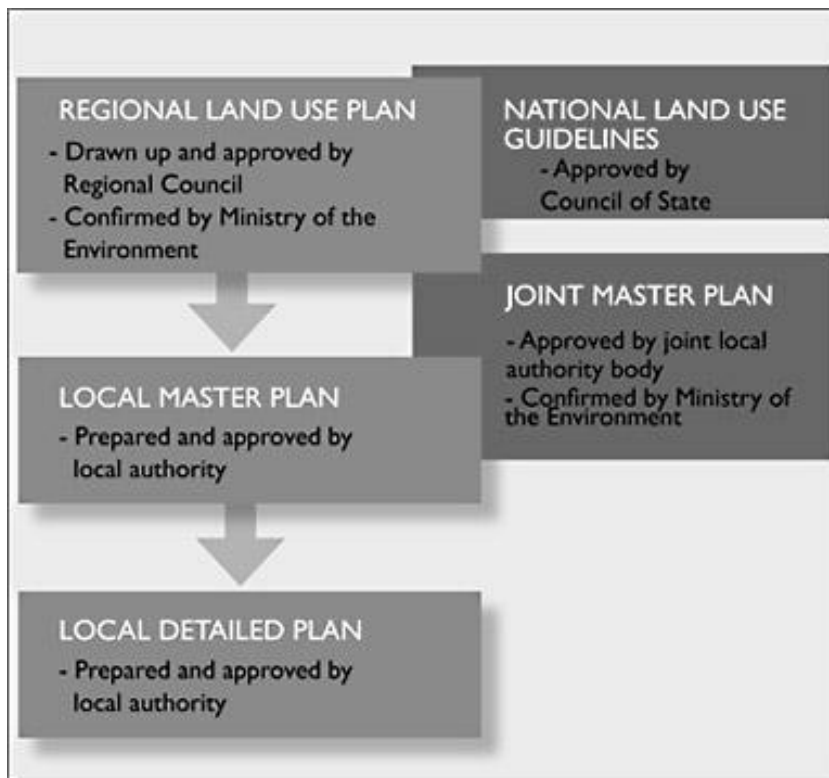 REGIONAL LAND USE PLAN
- Drawn up and approved by
Regional Council
- Confirmed by Ministry of the
Environment
NATIONAL LAND USE
GUIDELINES
- Approved by
Council of State
JOINT MASTER PLAN
- Approved by joint local
authority body
- Confirmed by Ministry of
the Environment
LOCAL MASTER PLAN
- Prepared and approved by
local authority
LOCAL DETAILED PLAN
- Prepared and approved by
local authority